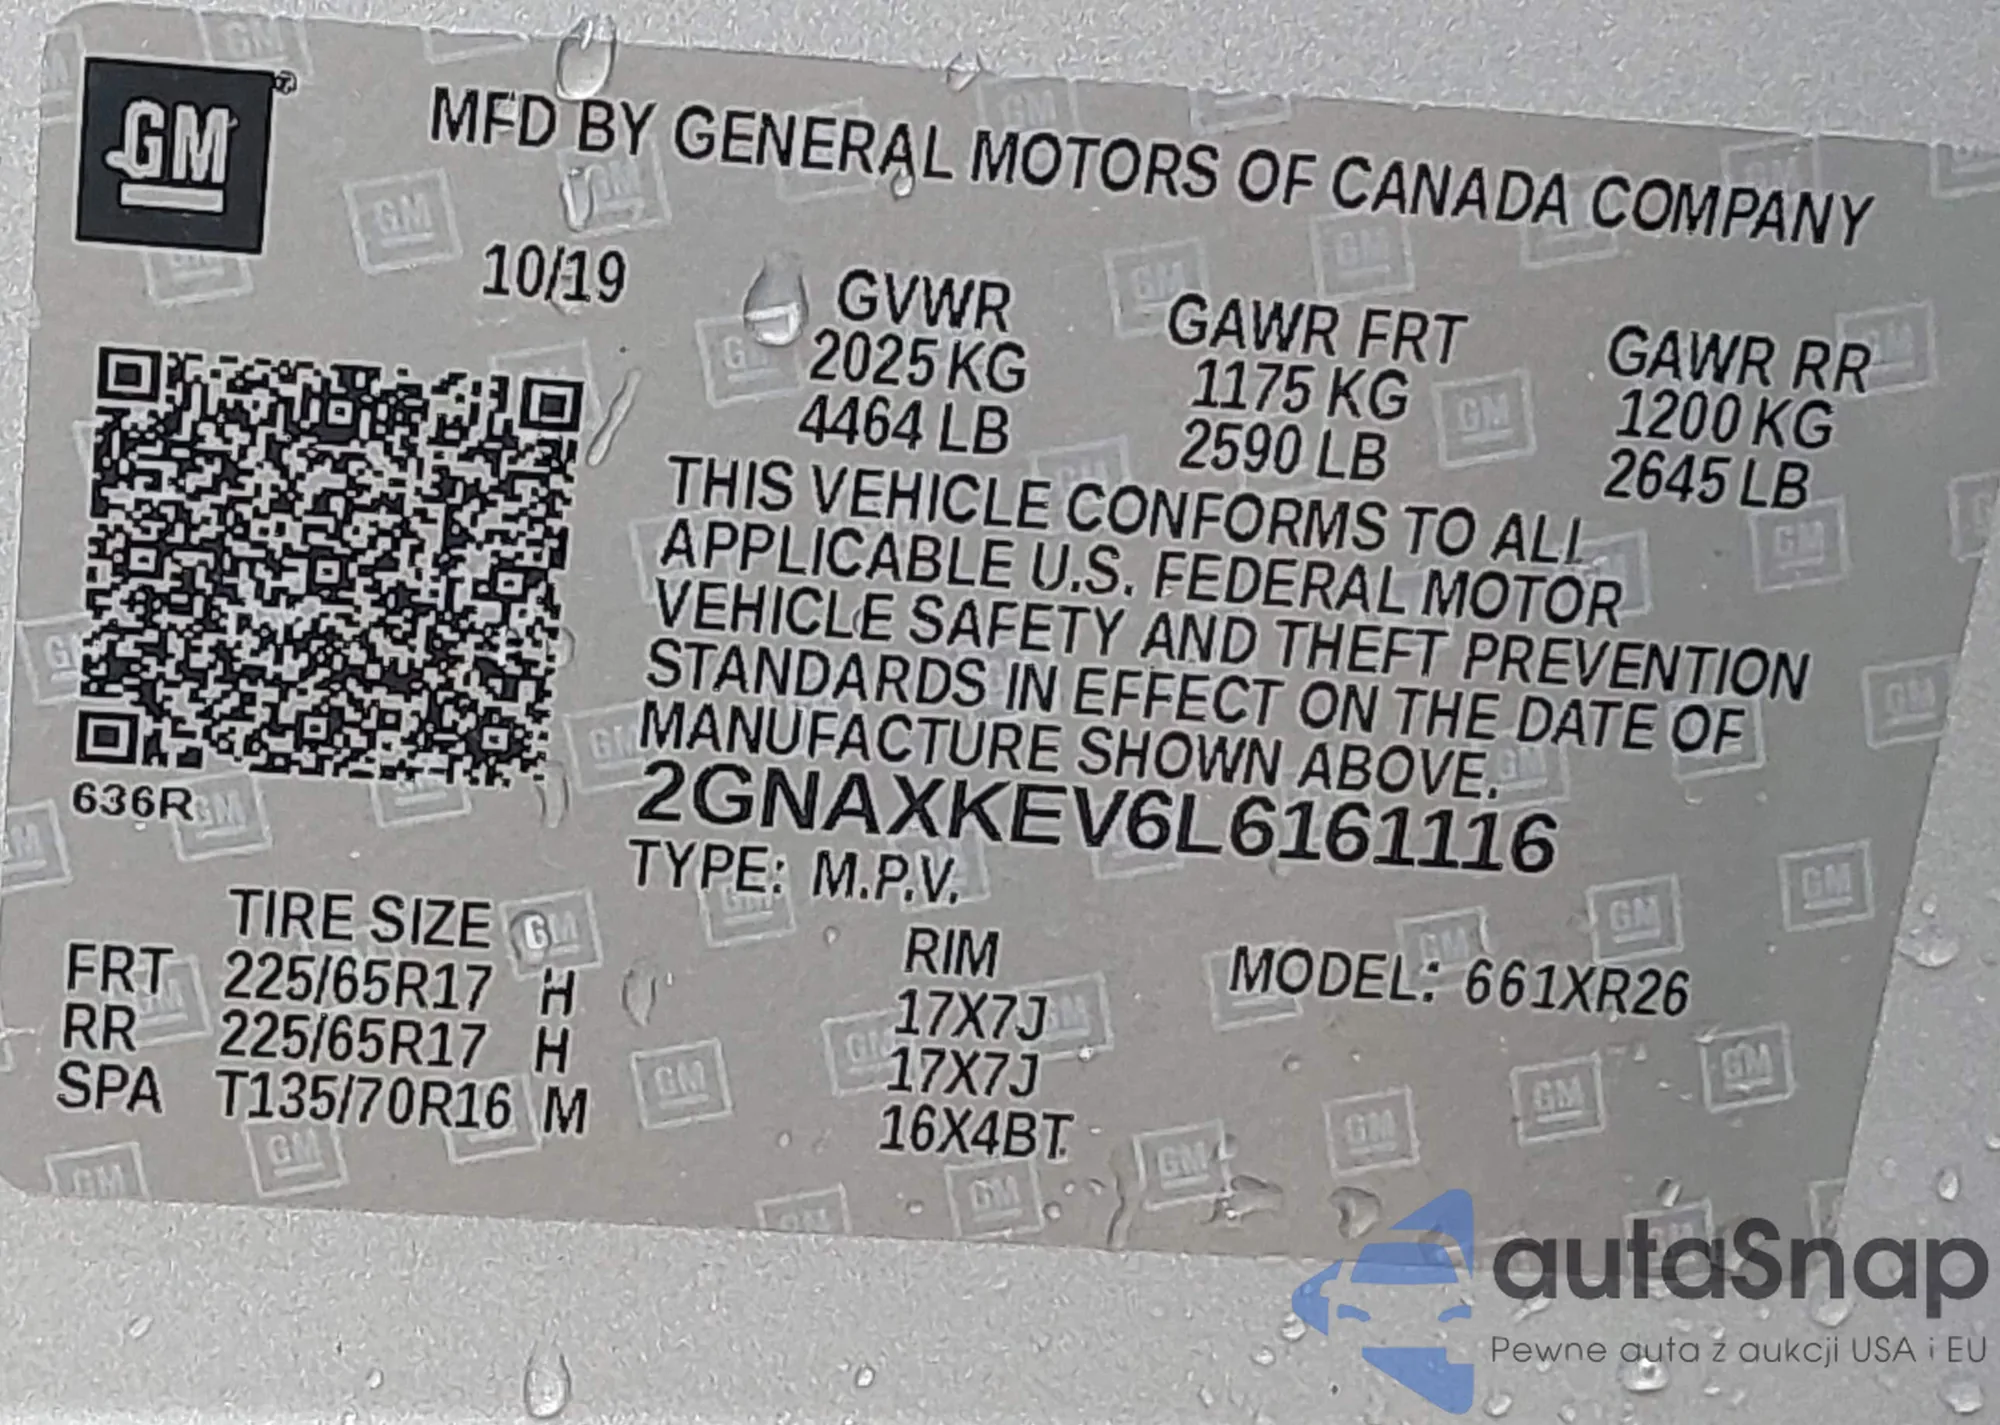 GM
MFD BY GENERAL MOTORS OF CANADA COMPANY
10/19
GVWR GAWR FRT GAWR RR
2025 KG 1175 KG 1200 KG
4464 LB 2590 LB 2645 LB
THIS VEHICLE CONFORMS TO ALL
APPLICABLE U.S. FEDERAL MOTOR
VEHICLE SAFETY AND THEFT PREVENTION
STANDARDS IN EFFECT ON THE DATE OF
MANUFACTURE SHOWN ABOVE.
636R
2GNAXKEV6L6161116
TYPE: M.P.V.
TIRE SIZE RIM MODEL: 661XR26
FRT 225/65R17 H 17X7J
RR 225/65R17 H 17X7J
SPA T135/70R16 M 16X4BT
autaSnap
Pewne auta z aukcji USA i EU